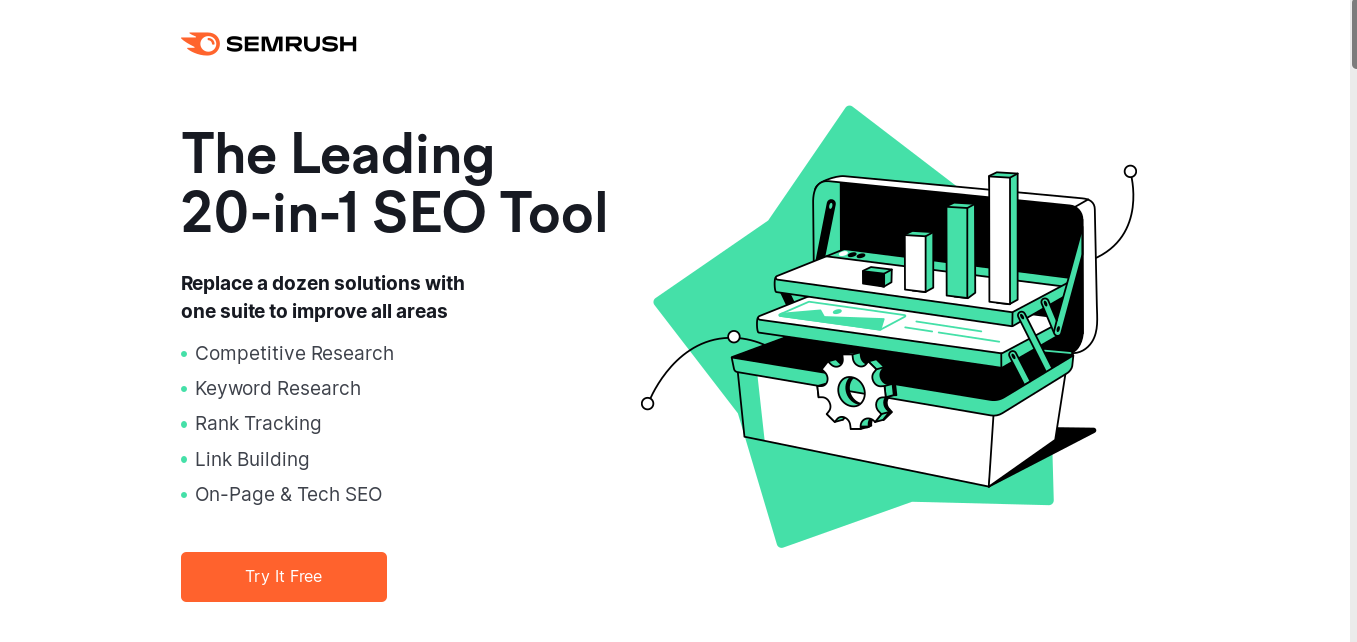 SEMRUSH
The Leading
20-in-1 SEO Tool
Replace a dozen solutions with
one suite to improve all areas
Competitive Research
Keyword Research
Rank Tracking
Link Building
On-Page & Tech SEO
Try It Free